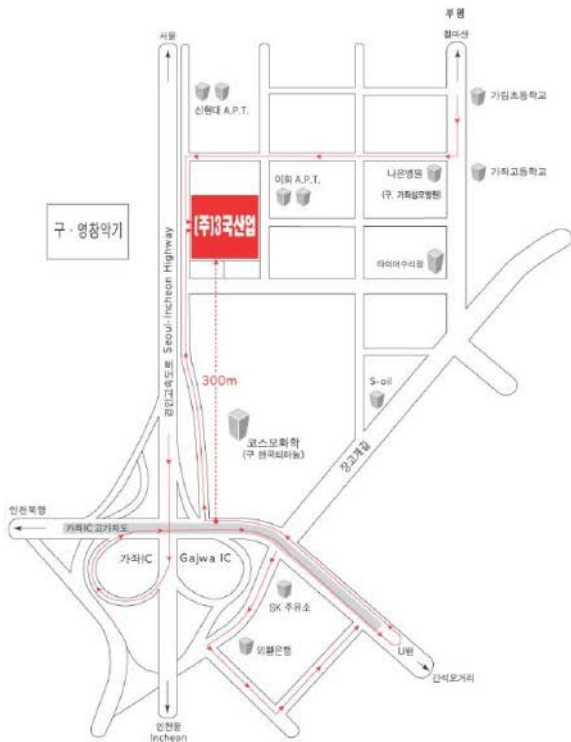 부평
철마산
서울
가림초등학교
신현대 A.P.T.
나은병원
가좌고등학교
이화 A.P.T.
(구. 가좌성모병원)
(주)3국산업
구 · 영창악기
타이어수리점
경인고속도로 Seoul-Incheon Highway
300m
S-oil
코스모화학
(구 한국티타늄)
장고개길
인천북항
가좌IC 고가차도
가좌IC
Gajwa IC
SK 주유소
외환은행
U턴
간석오거리
인천항
Incheon